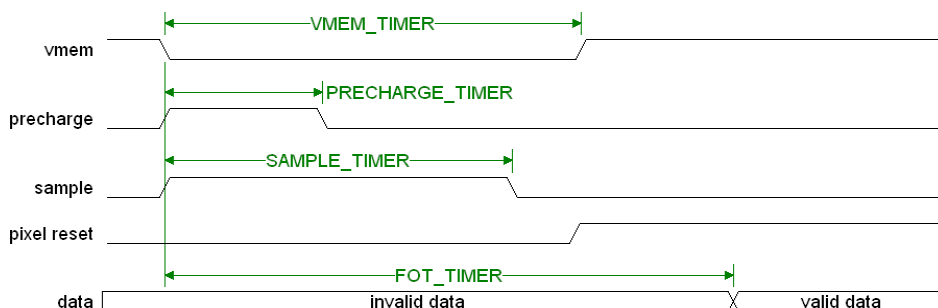 VMEM_TIMER
vmem
PRECHARGE_TIMER
precharge
SAMPLE_TIMER
sample
pixel reset
FOT_TIMER
data invalid data valid data